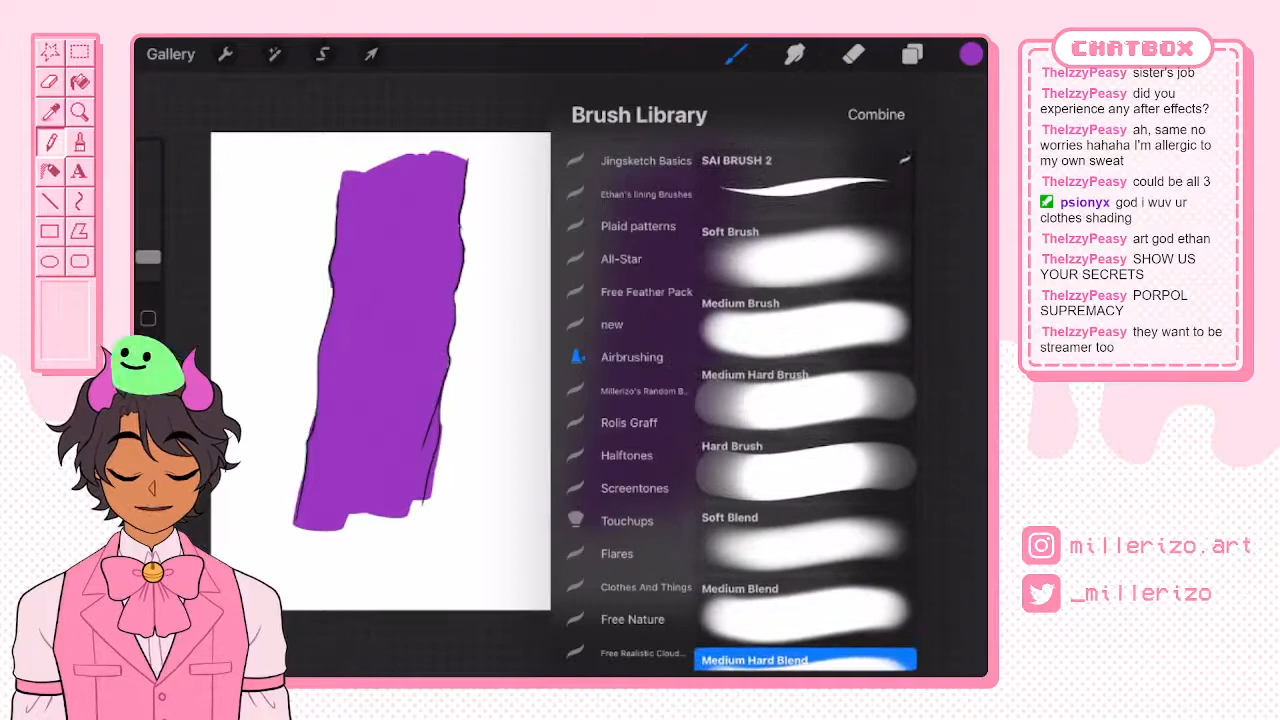 Gallery
Brush Library
Combine
Jingsketch Basics
Ethan's lining Brushes
Plaid patterns
All-Star
Free Feather Pack
new
Airbrushing
Millerizo's Random B..
Rolis Graff
Halftones
Screentones
Touchups
Flares
Clothes And Things
Free Nature
Free Realistic Cloud...
SAI BRUSH 2
Soft Brush
Medium Brush
Medium Hard Brush
Hard Brush
Soft Blend
Medium Blend
Medium Hard Blend
A
CHATBOX
TheIzzyPeasy sister's job
TheIzzyPeasy did you
experience any after effects?
TheIzzyPeasy ah, same no
worries hahaha I'm allergic to
my own sweat
TheIzzyPeasy could be all 3
psionyx god i wuv ur
clothes shading
TheIzzyPeasy art god ethan
TheIzzyPeasy SHOW US
YOUR SECRETS
TheIzzyPeasy PORPOL
SUPREMACY
TheIzzyPeasy they want to be
streamer too
millerizo.art
_millerizo